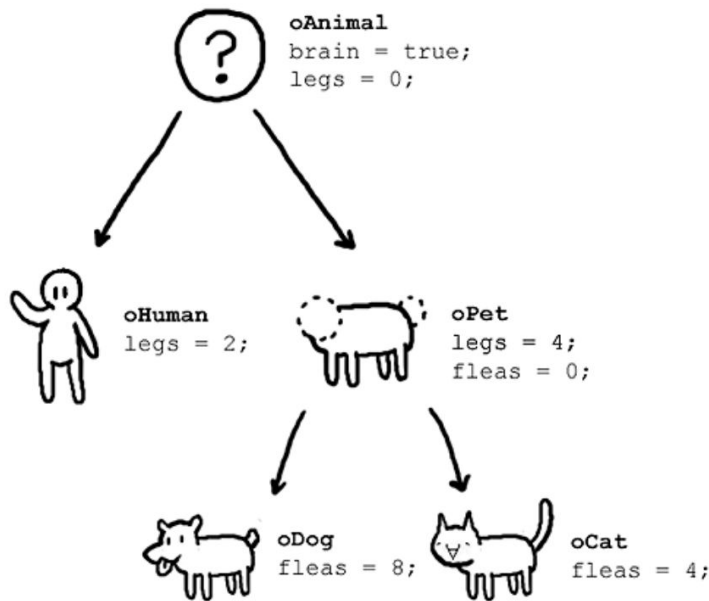 ?
oAnimal
brain = true;
legs = 0;
oHuman
legs = 2;
oPet
legs = 4;
fleas = 0;
oDog
fleas = 8;
oCat
fleas = 4;